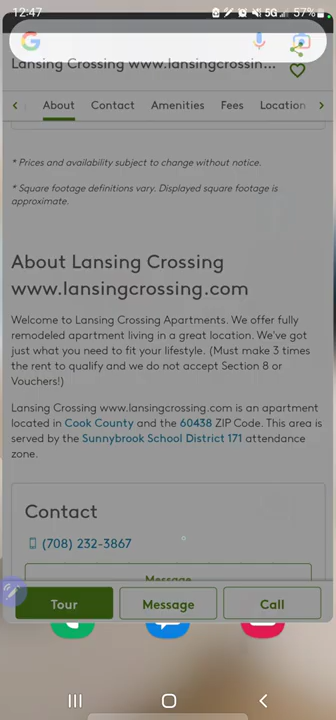 12:47
5G 57%
Lansing Crossing www.lansingcrossin...
About Contact Amenities Fees Location
* Prices and availability subject to change without notice.
* Square footage definitions vary. Displayed square footage is
approximate.
About Lansing Crossing
www.lansingcrossing.com
Welcome to Lansing Crossing Apartments. We offer fully
remodeled apartment living in a great location. We've got
just what you need to fit your lifestyle. (Must make 3 times
the rent to qualify and we do not accept Section 8 or
Vouchers!)
Lansing Crossing www.lansingcrossing.com is an apartment
located in Cook County and the 60438 ZIP Code. This area is
served by the Sunnybrook School District 171 attendance
zone.
Contact
(708) 232-3867
Message
Tour Message Call